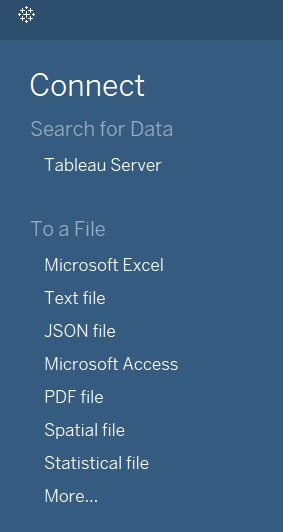 Connect
Search for Data
Tableau Server
To a File
Microsoft Excel
Text file
JSON file
Microsoft Access
PDF file
Spatial file
Statistical file
More...